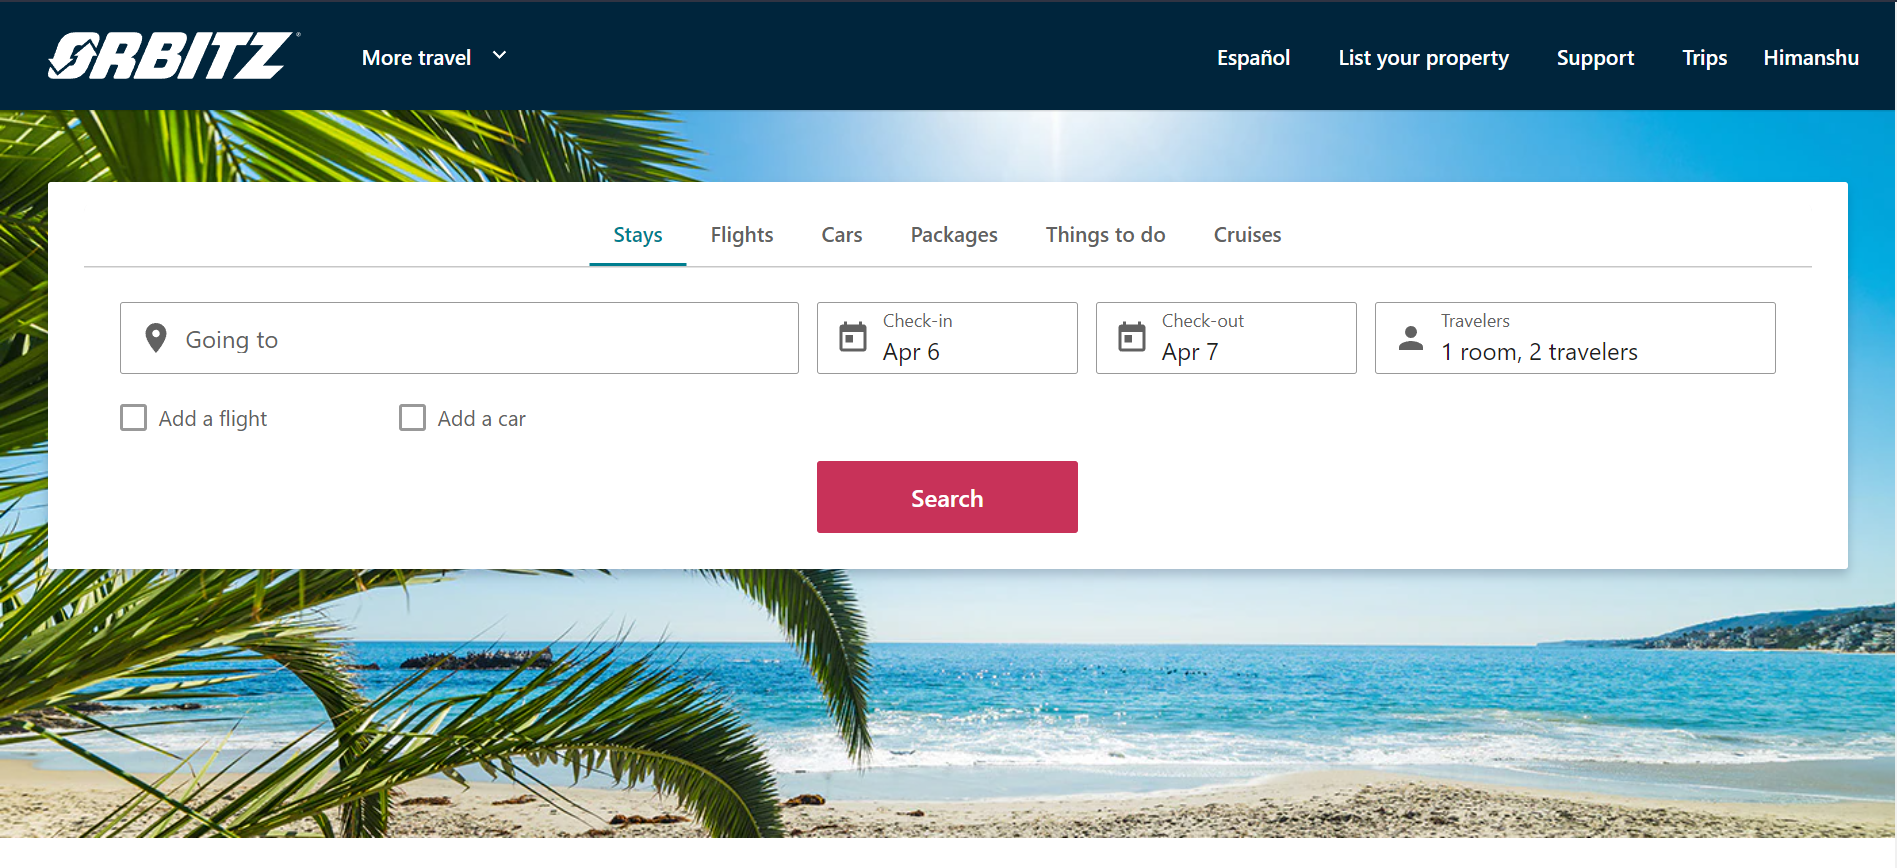 ORBITZ
More travel
Español
List your property
Support
Trips
Himanshu
Stays
Flights
Cars
Packages
Things to do
Cruises
Going to
Check-in
Apr 6
Check-out
Apr 7
Travelers
1 room, 2 travelers
Add a flight
Add a car
Search